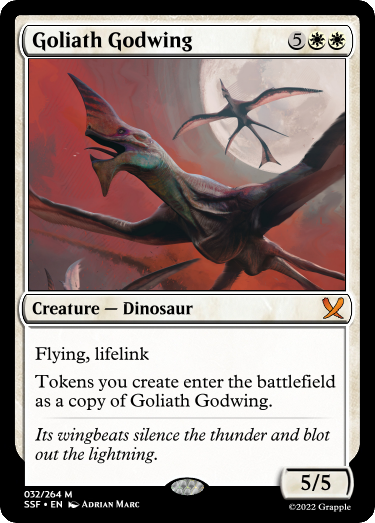 Goliath Godwing 5
Creature — Dinosaur
Flying, lifelink
Tokens you create enter the battlefield
as a copy of Goliath Godwing.
Its wingbeats silence the thunder and blot
out the lightning.
5/5
032/264 M
SSF • EN Adrian Marc
©2022 Grapple